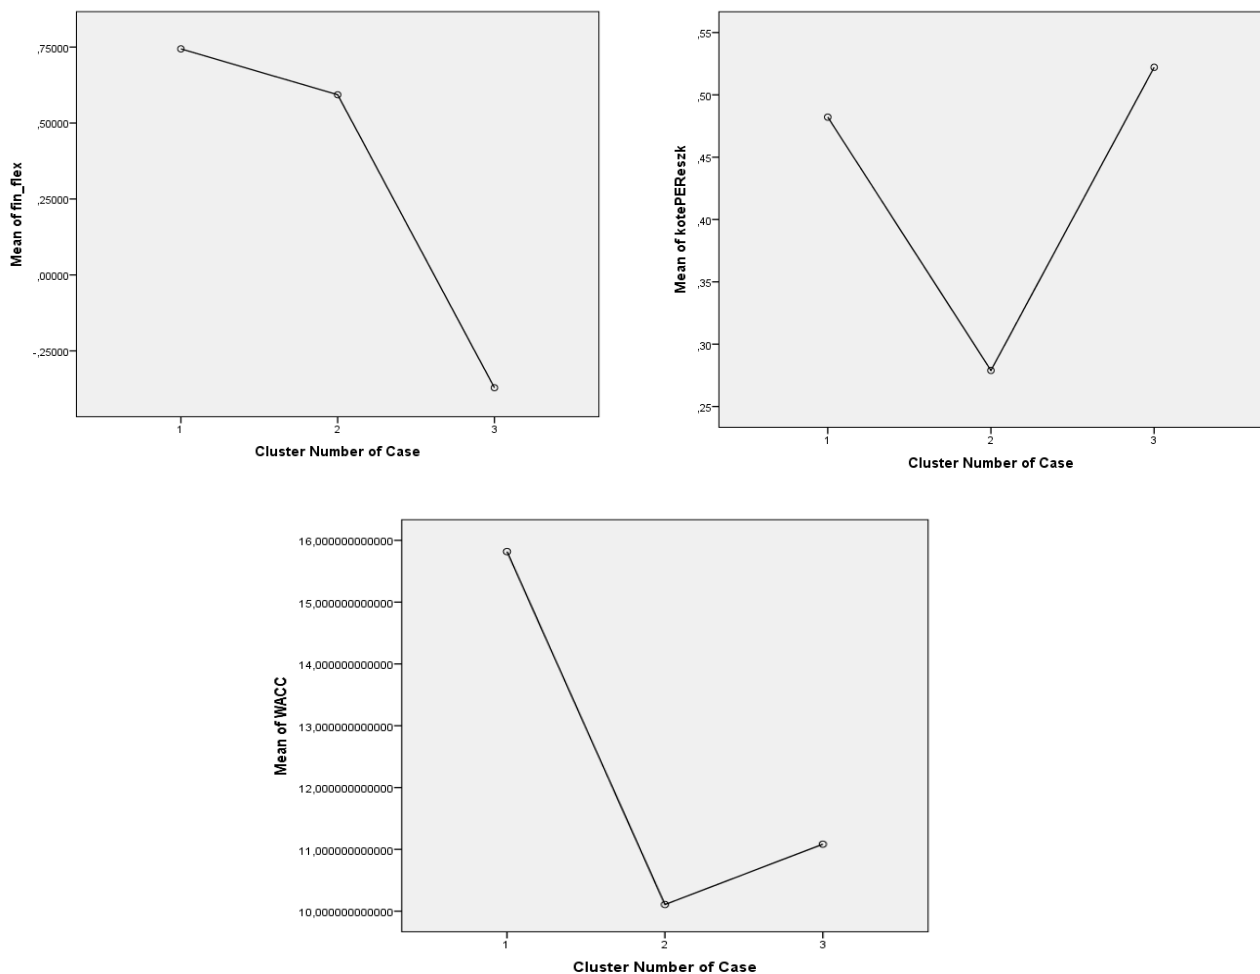 Mean of fin_flex
,75000
,50000
,25000
,00000
-,25000
1 2 3
Cluster Number of Case
Mean of kotePEReszk
,55
,50
,45
,40
,35
,30
,25
1 2 3
Cluster Number of Case
Mean of WACC
16,000000000000
15,000000000000
14,000000000000
13,000000000000
12,000000000000
11,000000000000
10,000000000000
1 2 3
Cluster Number of Case